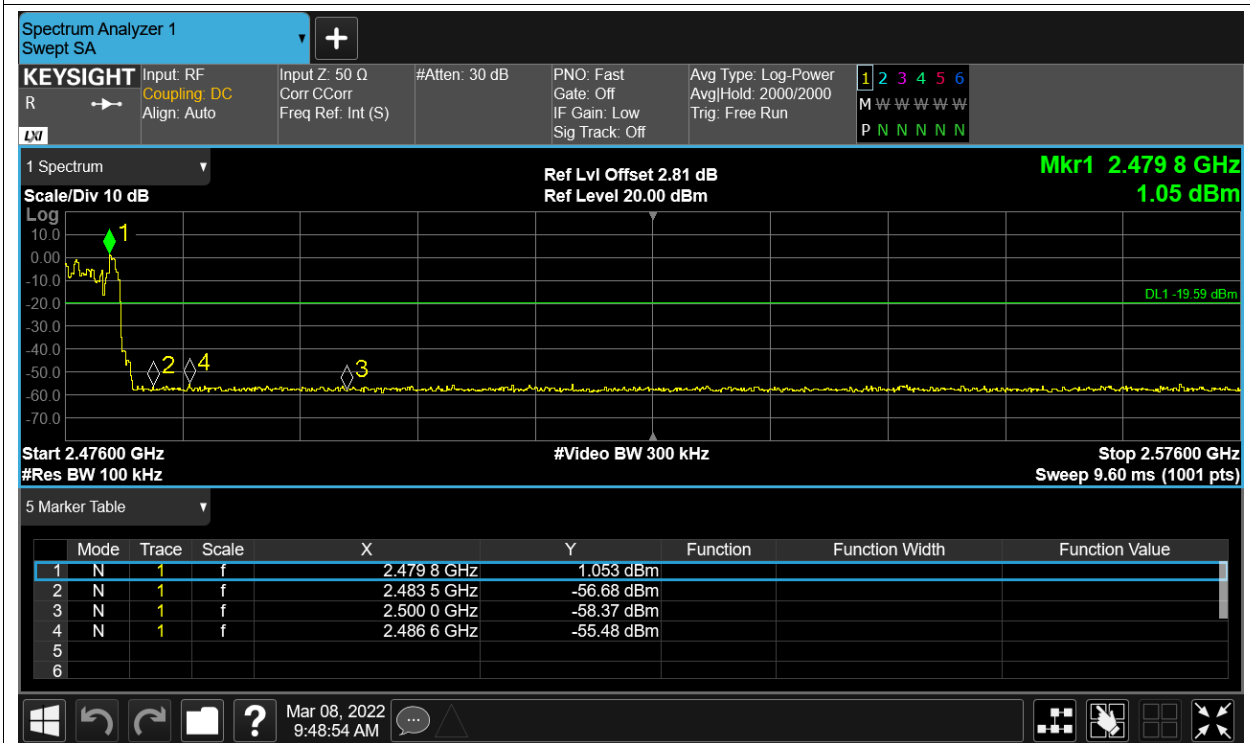 Spectrum Analyzer 1
Swept SA
KEYSIGHT Input: RF Input Z: 50 Ω #Atten: 30 dB PNO: Fast Avg Type: Log-Power 1 2 3 4 5 6
R Coupling: DC Corr CCorr Gate: Off Avg|Hold: 2000/2000 M W W W W W
Align: Auto Freq Ref: Int (S) IF Gain: Low Trig: Free Run
LXI Sig Track: Off P N N N N N
1 Spectrum Ref Lvl Offset 2.81 dB Mkr1 2.479 8 GHz
Scale/Div 10 dB Ref Level 20.00 dBm 1.05 dBm
Log
10.0 1
0.00
-10.0
-20.0 DL1 -19.59 dBm
-30.0
-40.0
-50.0 2 4 3
-60.0
-70.0
Start 2.47600 GHz #Video BW 300 kHz Stop 2.57600 GHz
#Res BW 100 kHz Sweep 9.60 ms (1001 pts)
5 Marker Table
Mode Trace Scale X Y Function Function Width Function Value
1 N 1 f 2.479 8 GHz 1.053 dBm
2 N 1 f 2.483 5 GHz -56.68 dBm
3 N 1 f 2.500 0 GHz -58.37 dBm
4 N 1 f 2.486 6 GHz -55.48 dBm
5
6
? Mar 08, 2022
9:48:54 AM